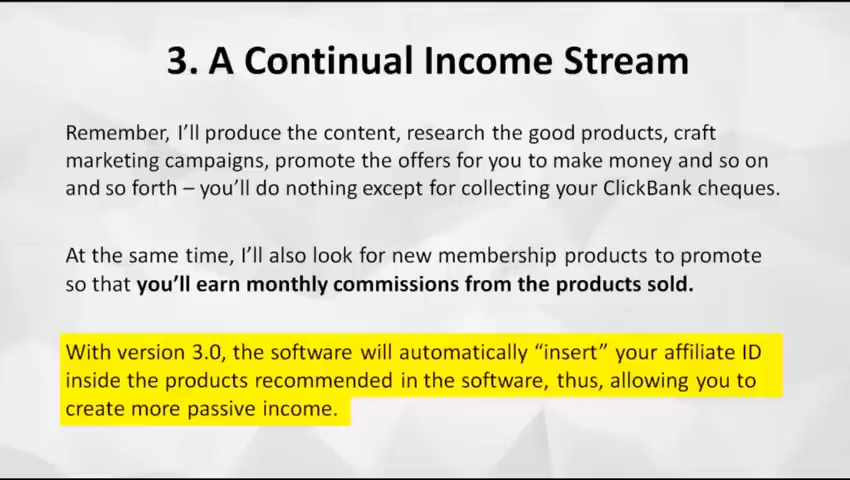 3. A Continual Income Stream
Remember, I’ll produce the content, research the good products, craft
marketing campaigns, promote the offers for you to make money and so on
and so forth – you’ll do nothing except for collecting your ClickBank cheques.
At the same time, I’ll also look for new membership products to promote
so that you’ll earn monthly commissions from the products sold.
With version 3.0, the software will automatically “insert” your affiliate ID
inside the products recommended in the software, thus, allowing you to
create more passive income.